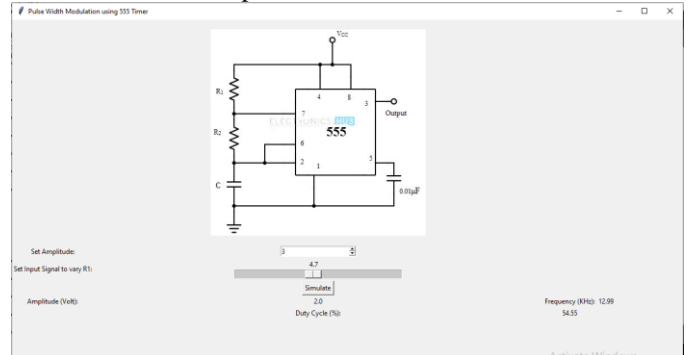 Pulse Width Modulation using 555 Timer
Vcc
R1
4 8
3
Output
7
ELECTRONICS HUB
R2
555
6
2 1
5
C
0.01µF
Set Amplitude: 3
4.7
Set Input Signal to vary R1:
Simulate
Amplitude (Volt): 2.0 Frequency (KHz): 12.99
Duty Cycle (%): 54.55